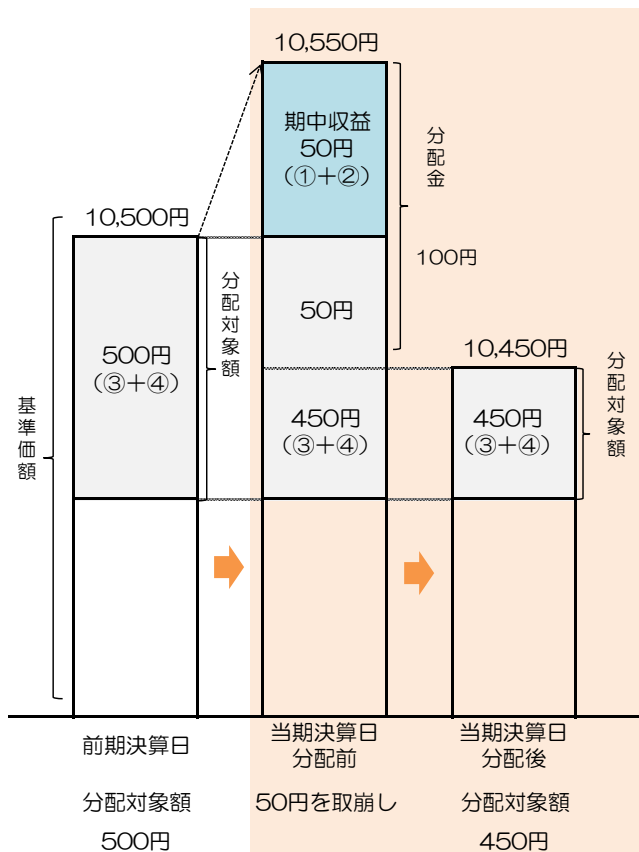 10,550円
期中収益
50円
(①+②)
分配金
100円
10,500円
分配対象額
500円
(③+④)
50円
450円
(③+④)
10,450円
450円
(③+④)
分配対象額
基準価額
前期決算日
当期決算日
分配前
当期決算日
分配後
分配対象額
500円
50円を取崩し
分配対象額
450円